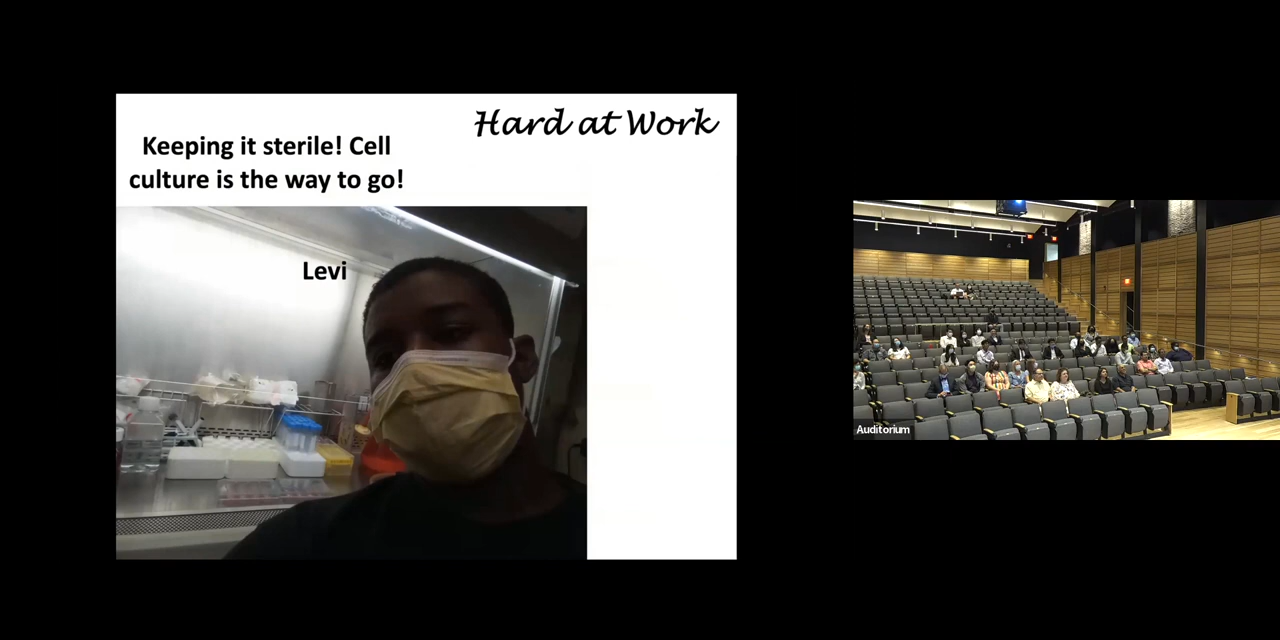 Hard at Work
Keeping it sterile! Cell
culture is the way to go!
Levi
Auditorium